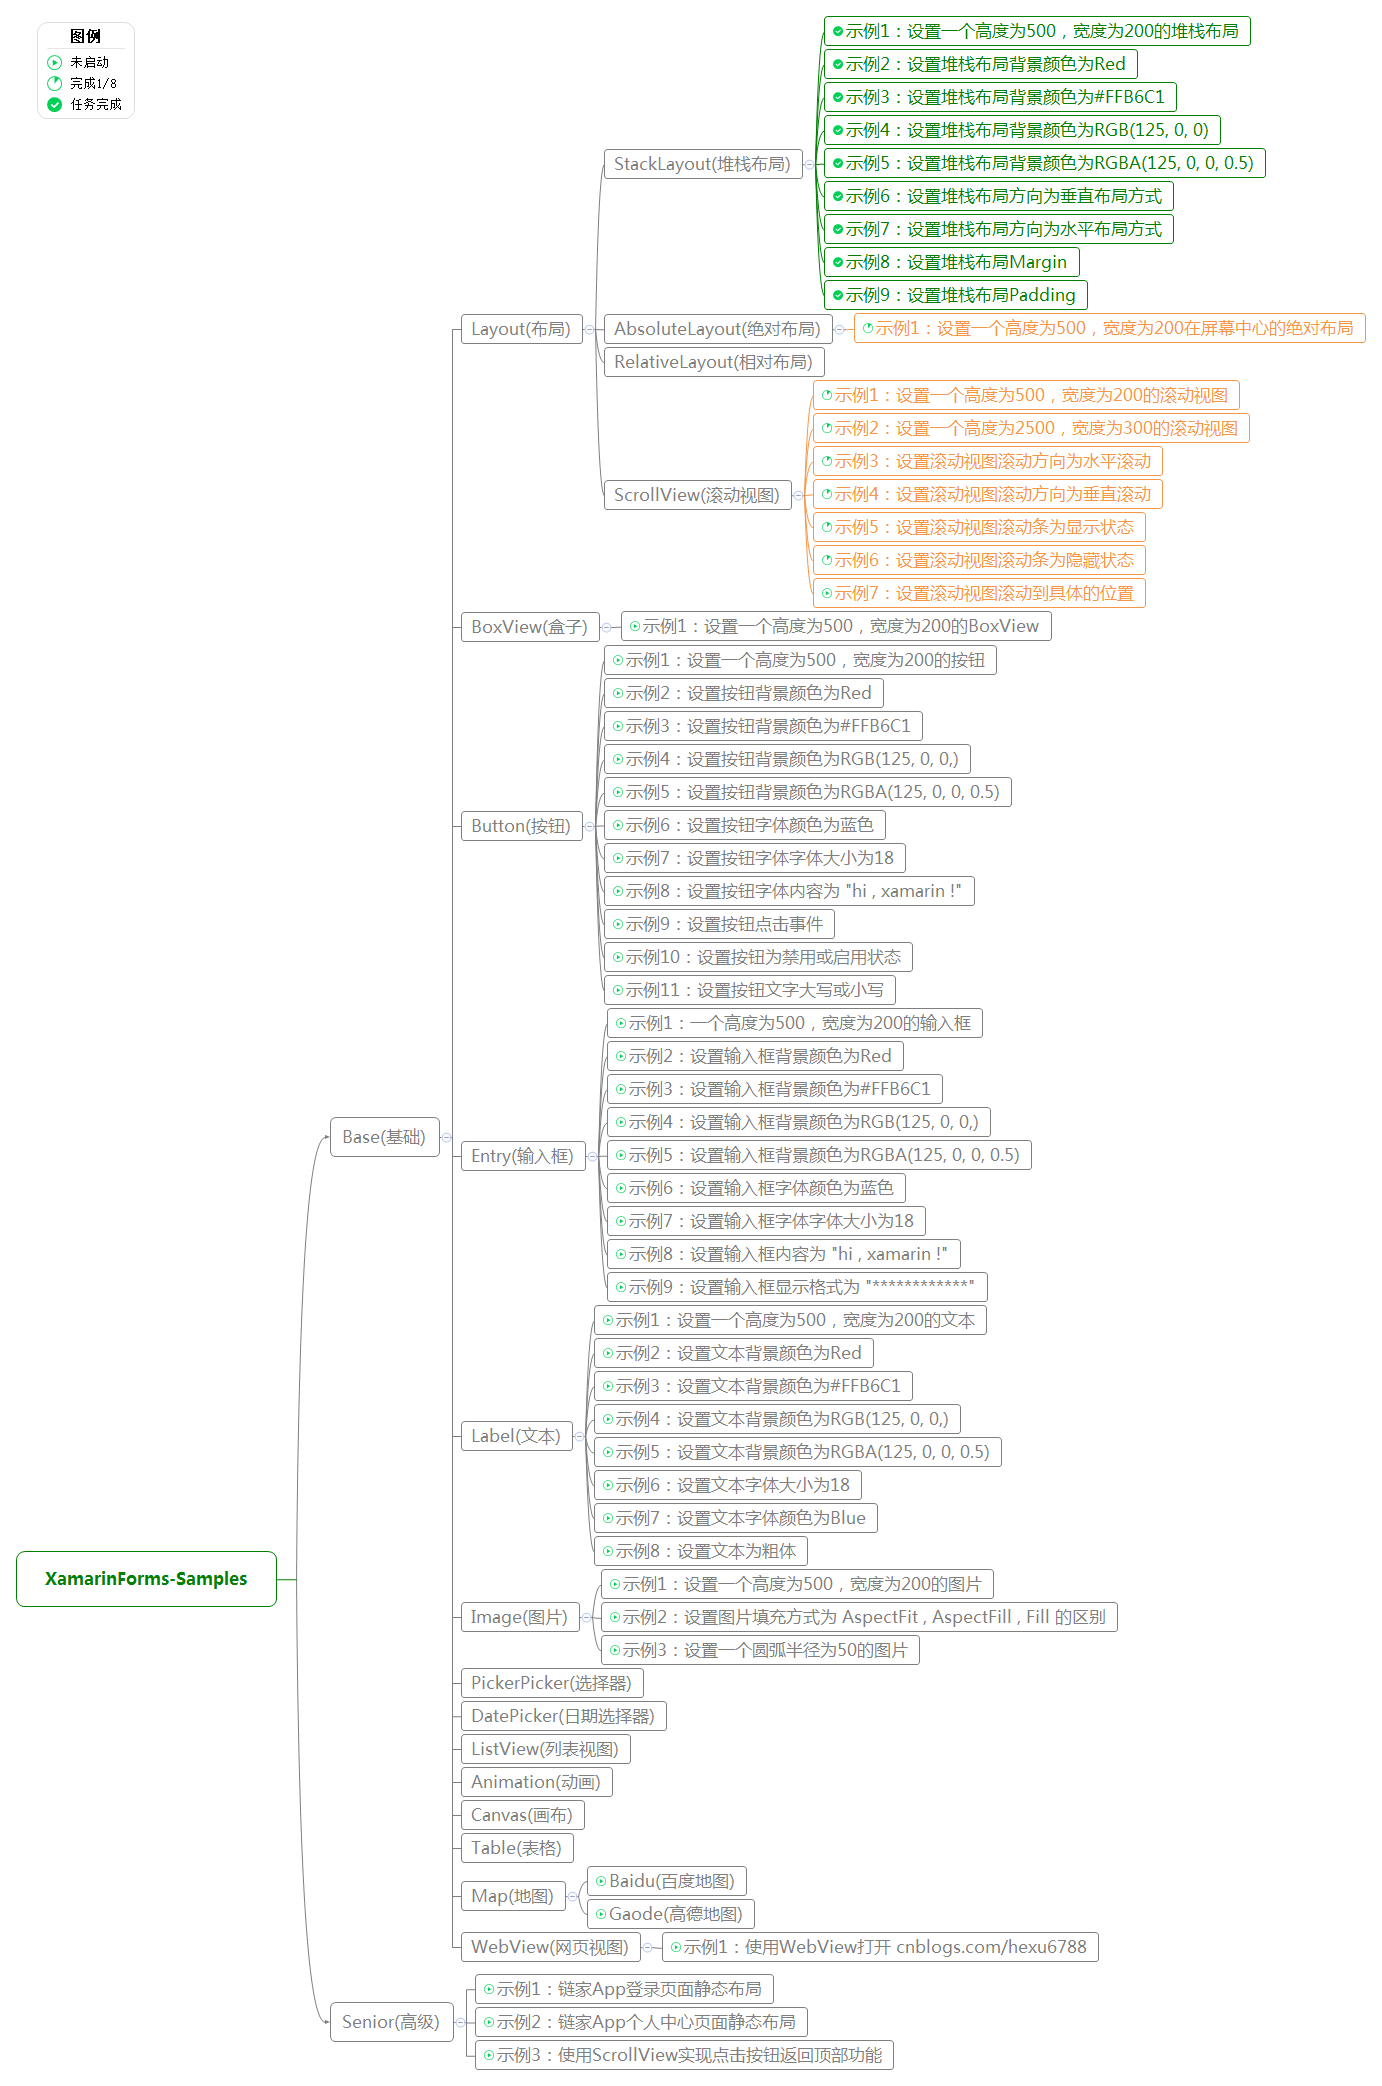 图例
未启动
完成1/8
任务完成
XamarinForms-Samples
Base(基础)
Layout(布局)
StackLayout(堆栈布局)
示例1：设置一个高度为500，宽度为200的堆栈布局
示例2：设置堆栈布局背景颜色为Red
示例3：设置堆栈布局背景颜色为#FFB6C1
示例4：设置堆栈布局背景颜色为RGB(125, 0, 0)
示例5：设置堆栈布局背景颜色为RGBA(125, 0, 0, 0.5)
示例6：设置堆栈布局方向为垂直布局方式
示例7：设置堆栈布局方向为水平布局方式
示例8：设置堆栈布局Margin
示例9：设置堆栈布局Padding
AbsoluteLayout(绝对布局)
示例1：设置一个高度为500，宽度为200在屏幕中心的绝对布局
RelativeLayout(相对布局)
ScrollView(滚动视图)
示例1：设置一个高度为500，宽度为200的滚动视图
示例2：设置一个高度为2500，宽度为300的滚动视图
示例3：设置滚动视图滚动方向为水平滚动
示例4：设置滚动视图滚动方向为垂直滚动
示例5：设置滚动视图滚动条为显示状态
示例6：设置滚动视图滚动条为隐藏状态
示例7：设置滚动视图滚动到具体的位置
BoxView(盒子)
示例1：设置一个高度为500，宽度为200的BoxView
Button(按钮)
示例1：设置一个高度为500，宽度为200的按钮
示例2：设置按钮背景颜色为Red
示例3：设置按钮背景颜色为#FFB6C1
示例4：设置按钮背景颜色为RGB(125, 0, 0,)
示例5：设置按钮背景颜色为RGBA(125, 0, 0, 0.5)
示例6：设置按钮字体颜色为蓝色
示例7：设置按钮字体字体大小为18
示例8：设置按钮字体内容为 "hi , xamarin !"
示例9：设置按钮点击事件
示例10：设置按钮为禁用或启用状态
示例11：设置按钮文字大写或小写
Entry(输入框)
示例1：一个高度为500，宽度为200的输入框
示例2：设置输入框背景颜色为Red
示例3：设置输入框背景颜色为#FFB6C1
示例4：设置输入框背景颜色为RGB(125, 0, 0,)
示例5：设置输入框背景颜色为RGBA(125, 0, 0, 0.5)
示例6：设置输入框字体颜色为蓝色
示例7：设置输入框字体字体大小为18
示例8：设置输入框内容为 "hi , xamarin !"
示例9：设置输入框显示格式为 "************"
Label(文本)
示例1：设置一个高度为500，宽度为200的文本
示例2：设置文本背景颜色为Red
示例3：设置文本背景颜色为#FFB6C1
示例4：设置文本背景颜色为RGB(125, 0, 0,)
示例5：设置文本背景颜色为RGBA(125, 0, 0, 0.5)
示例6：设置文本字体大小为18
示例7：设置文本字体颜色为Blue
示例8：设置文本为粗体
Image(图片)
示例1：设置一个高度为500，宽度为200的图片
示例2：设置图片填充方式为 AspectFit , AspectFill , Fill 的区别
示例3：设置一个圆弧半径为50的图片
PickerPicker(选择器)
DatePicker(日期选择器)
ListView(列表视图)
Animation(动画)
Canvas(画布)
Table(表格)
Map(地图)
Baidu(百度地图)
Gaode(高德地图)
WebView(网页视图)
示例1：使用WebView打开 cnblogs.com/hexu6788
Senior(高级)
示例1：链家App登录页面静态布局
示例2：链家App个人中心页面静态布局
示例3：使用ScrollView实现点击按钮返回顶部功能